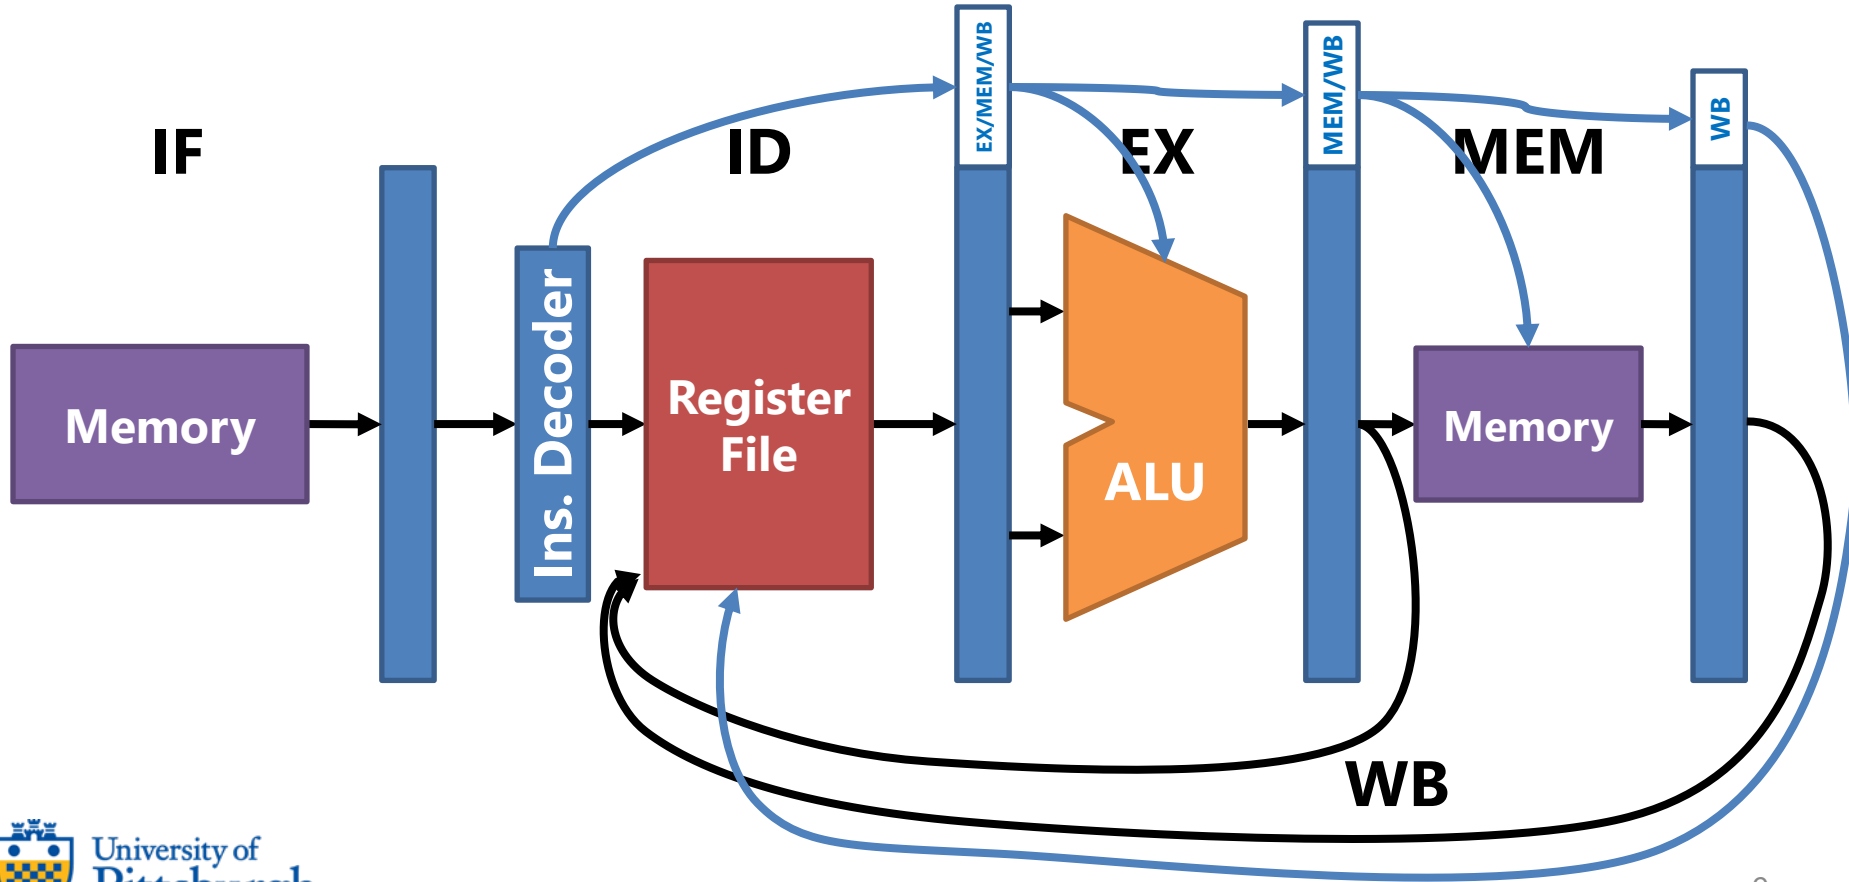 IF
ID
EX
MEM
EX/MEM/WB
MEM/WB
WB
Memory
Ins. Decoder
Register
File
ALU
Memory
WB
University of
Pittsburgh